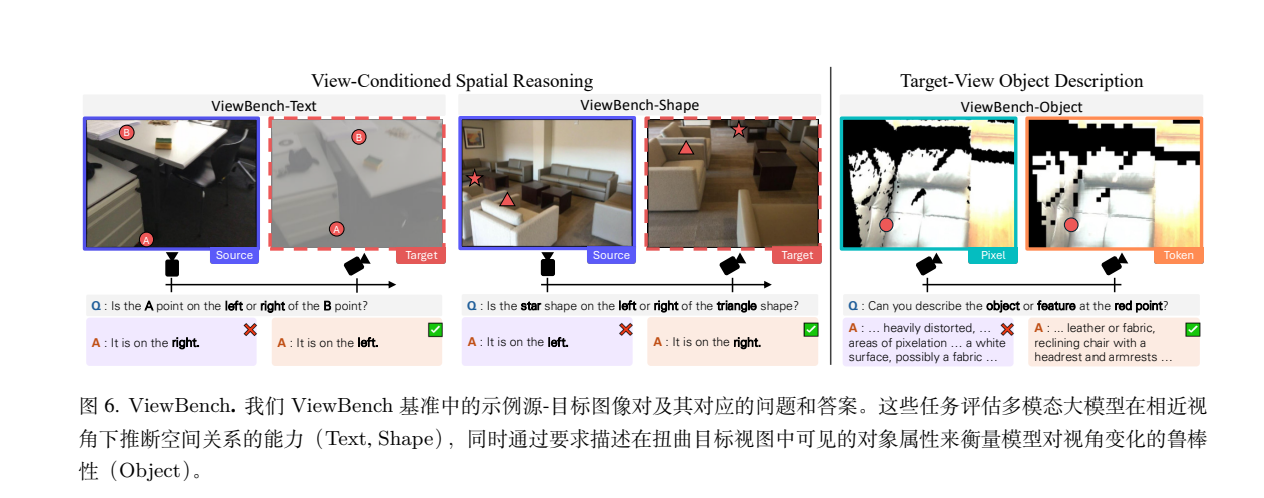 View-Conditioned Spatial Reasoning
Target-View Object Description
ViewBench-Text
ViewBench-Shape
ViewBench-Object
B
A
Source
B
A
Target
Source
Target
Pixel
Token
Q : Is the A point on the left or right of the B point?
A : It is on the right.
A : It is on the left.
Q : Is the star shape on the left or right of the triangle shape?
A : It is on the left.
A : It is on the right.
Q : Can you describe the object or feature at the red point?
A : … heavily distorted, …
areas of pixelation … a white
surface, possibly a fabric …
A : … leather or fabric,
reclining chair with a
headrest and armrests …
图 6. ViewBench. 我们 ViewBench 基准中的示例源-目标图像对及其对应的问题和答案。这些任务评估多模态大模型在相近视
角下推断空间关系的能力（Text, Shape），同时通过要求描述在扭曲目标视图中可见的对象属性来衡量模型对视角变化的鲁棒
性（Object）。